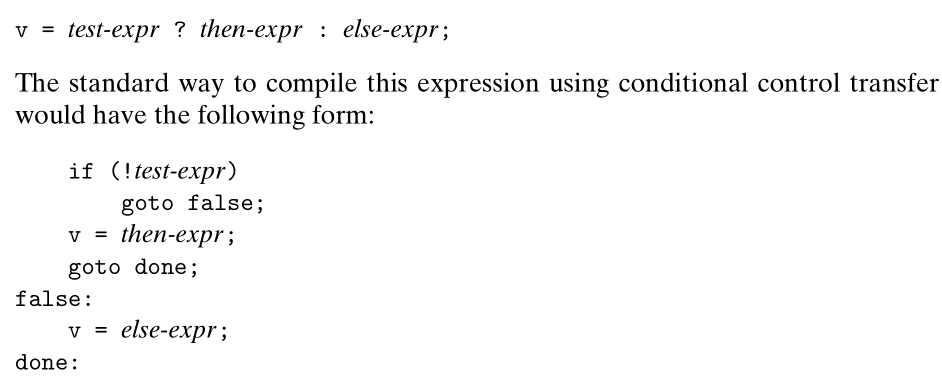 v = test-expr ? then-expr : else-expr;
The standard way to compile this expression using conditional control transfer
would have the following form:
if (!test-expr)
goto false;
v = then-expr;
goto done;
false:
v = else-expr;
done: